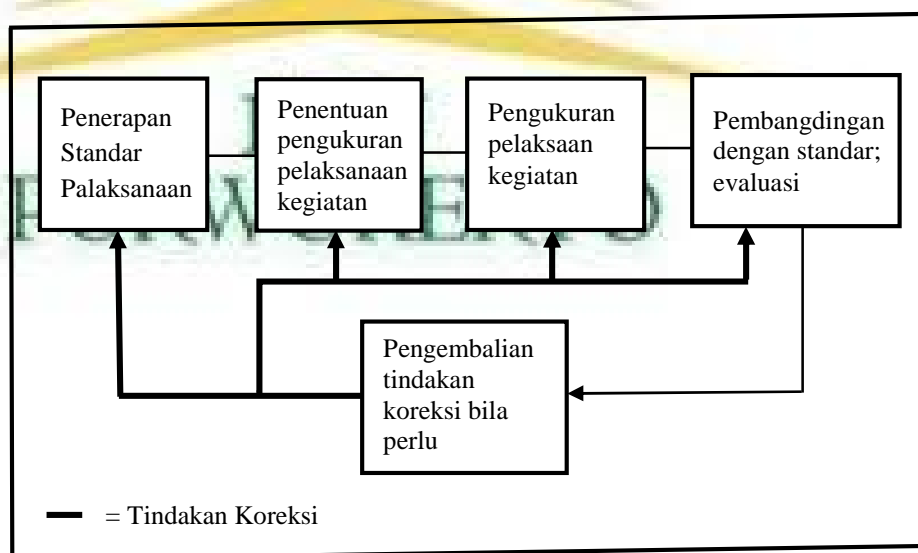 Penerapan
Standar
Palaksanaan
Penentuan
pengukuran
pelaksanaan
kegiatan
Pengukuran
pelaksaan
kegiatan
Pembangdingan
dengan standar;
evaluasi
Pengembalian
tindakan
koreksi bila
perlu
= Tindakan Koreksi